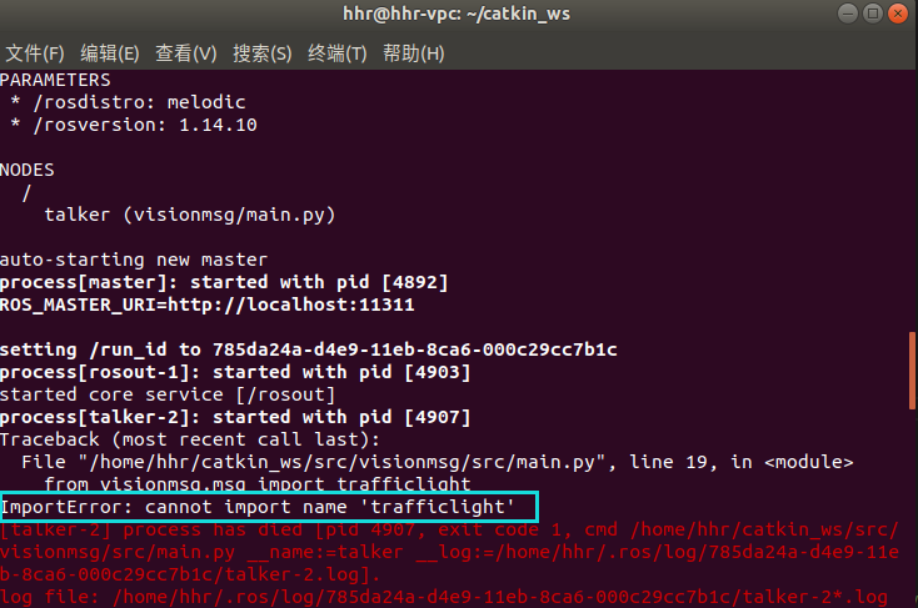 hhr@hhr-vpc: ~/catkin_ws
文件(F) 编辑(E) 查看(V) 搜索(S) 终端(T) 帮助(H)
PARAMETERS
* /rosdistro: melodic
* /rosversion: 1.14.10
NODES
/
talker (visionmsg/main.py)
auto-starting new master
process[master]: started with pid [4892]
ROS_MASTER_URI=http://localhost:11311
setting /run_id to 785da24a-d4e9-11eb-8ca6-000c29cc7b1c
process[rosout-1]: started with pid [4903]
started core service [/rosout]
process[talker-2]: started with pid [4907]
Traceback (most recent call last):
File "/home/hhr/catkin_ws/src/visionmsg/src/main.py", line 19, in <module>
from visionmsg.msg import trafficlight
ImportError: cannot import name 'trafficlight'
[talker-2] process has died [pid 4907, exit code 1, cmd /home/hhr/catkin_ws/src/
visionmsg/src/main.py __name:=talker __log:=/home/hhr/.ros/log/785da24a-d4e9-11e
b-8ca6-000c29cc7b1c/talker-2.log].
log file: /home/hhr/.ros/log/785da24a-d4e9-11eb-8ca6-000c29cc7b1c/talker-2*.log